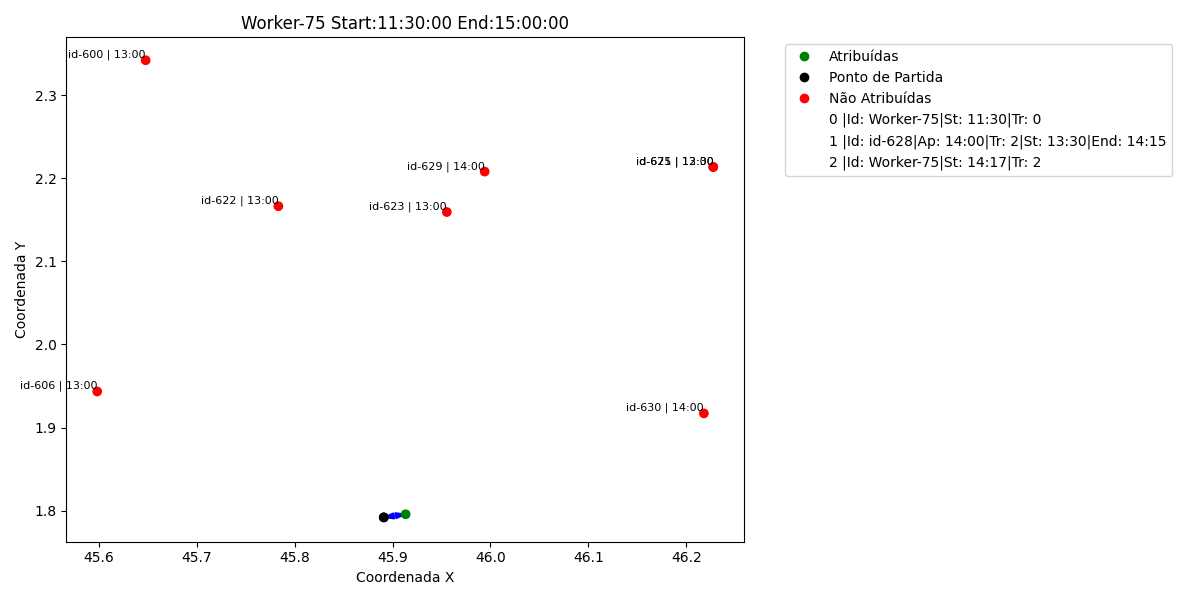 Worker-75 Start:11:30:00 End:15:00:00
id-600 | 13:00
id-629 | 14:00
id-622 | 13:00
id-623 | 13:00
id-606 | 13:00
id-630 | 14:00
2.3
2.2
2.1
2.0
1.9
1.8
Coordenada Y
45.6 45.7 45.8 45.9 46.0 46.1 46.2
Coordenada X
Atribuídas
Ponto de Partida
Não Atribuídas
0 |Id: Worker-75|St: 11:30|Tr: 0
1 |Id: id-628|Ap: 14:00|Tr: 2|St: 13:30|End: 14:15
2 |Id: Worker-75|St: 14:17|Tr: 2